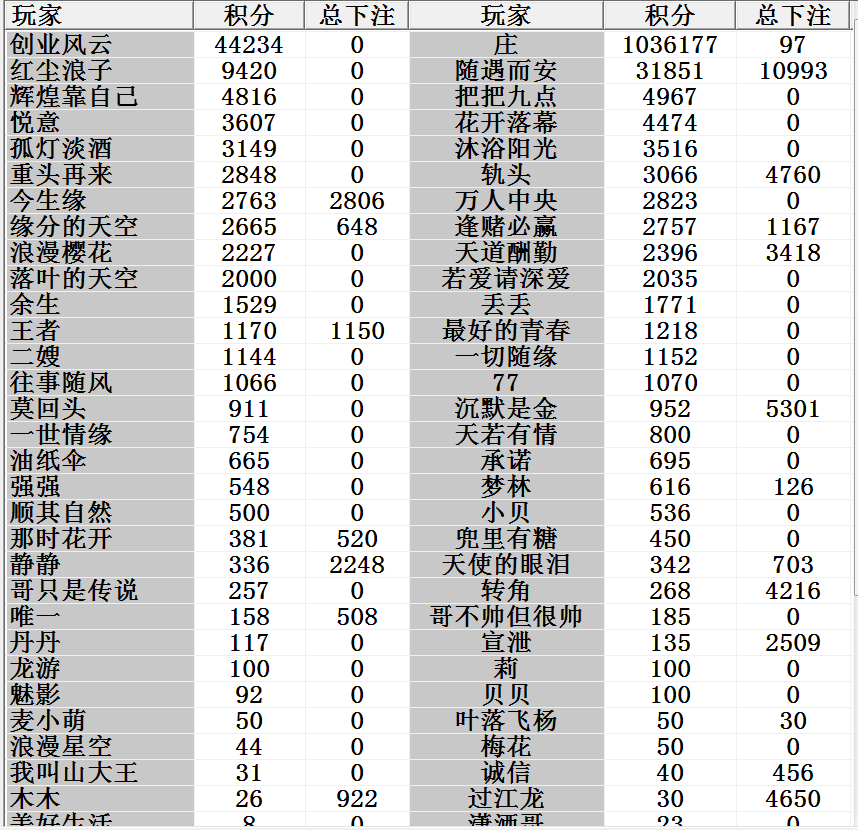 玩家 积分 总下注 玩家 积分 总下注
创业风云 44234 0 庄 1036177 97
红尘浪子 9420 0 随遇而安 31851 10993
辉煌靠自己 4816 0 把把九点 4967 0
悦意 3607 0 花开落幕 4474 0
孤灯淡酒 3149 0 沐浴阳光 3516 0
重头再来 2848 0 轨头 3066 4760
今生缘 2763 2806 万人中央 2823 0
缘分的天空 2665 648 逢赌必赢 2757 1167
浪漫樱花 2227 0 天道酬勤 2396 3418
落叶的天空 2000 0 若爱请深爱 2035 0
余生 1529 0 丢丢 1771 0
王者 1170 1150 最好的青春 1218 0
二嫂 1144 0 一切随缘 1152 0
往事随风 1066 0 77 1070 0
莫回头 911 0 沉默是金 952 5301
一世情缘 754 0 天若有情 800 0
油纸伞 665 0 承诺 695 0
强强 548 0 梦林 616 126
顺其自然 500 0 小贝 536 0
那时花开 381 520 兜里有糖 450 0
静静 336 2248 天使的眼泪 342 703
哥只是传说 257 0 转角 268 4216
唯一 158 508 哥不帅但很帅 185 0
丹丹 117 0 宣泄 135 2509
龙游 100 0 莉 100 0
魅影 92 0 贝贝 100 0
麦小萌 50 0 叶落飞杨 50 30
浪漫星空 44 0 梅花 50 0
我叫山大王 31 0 诚信 40 456
木木 26 922 过江龙 30 4650
美好生活 8 0 潇洒哥 23 0